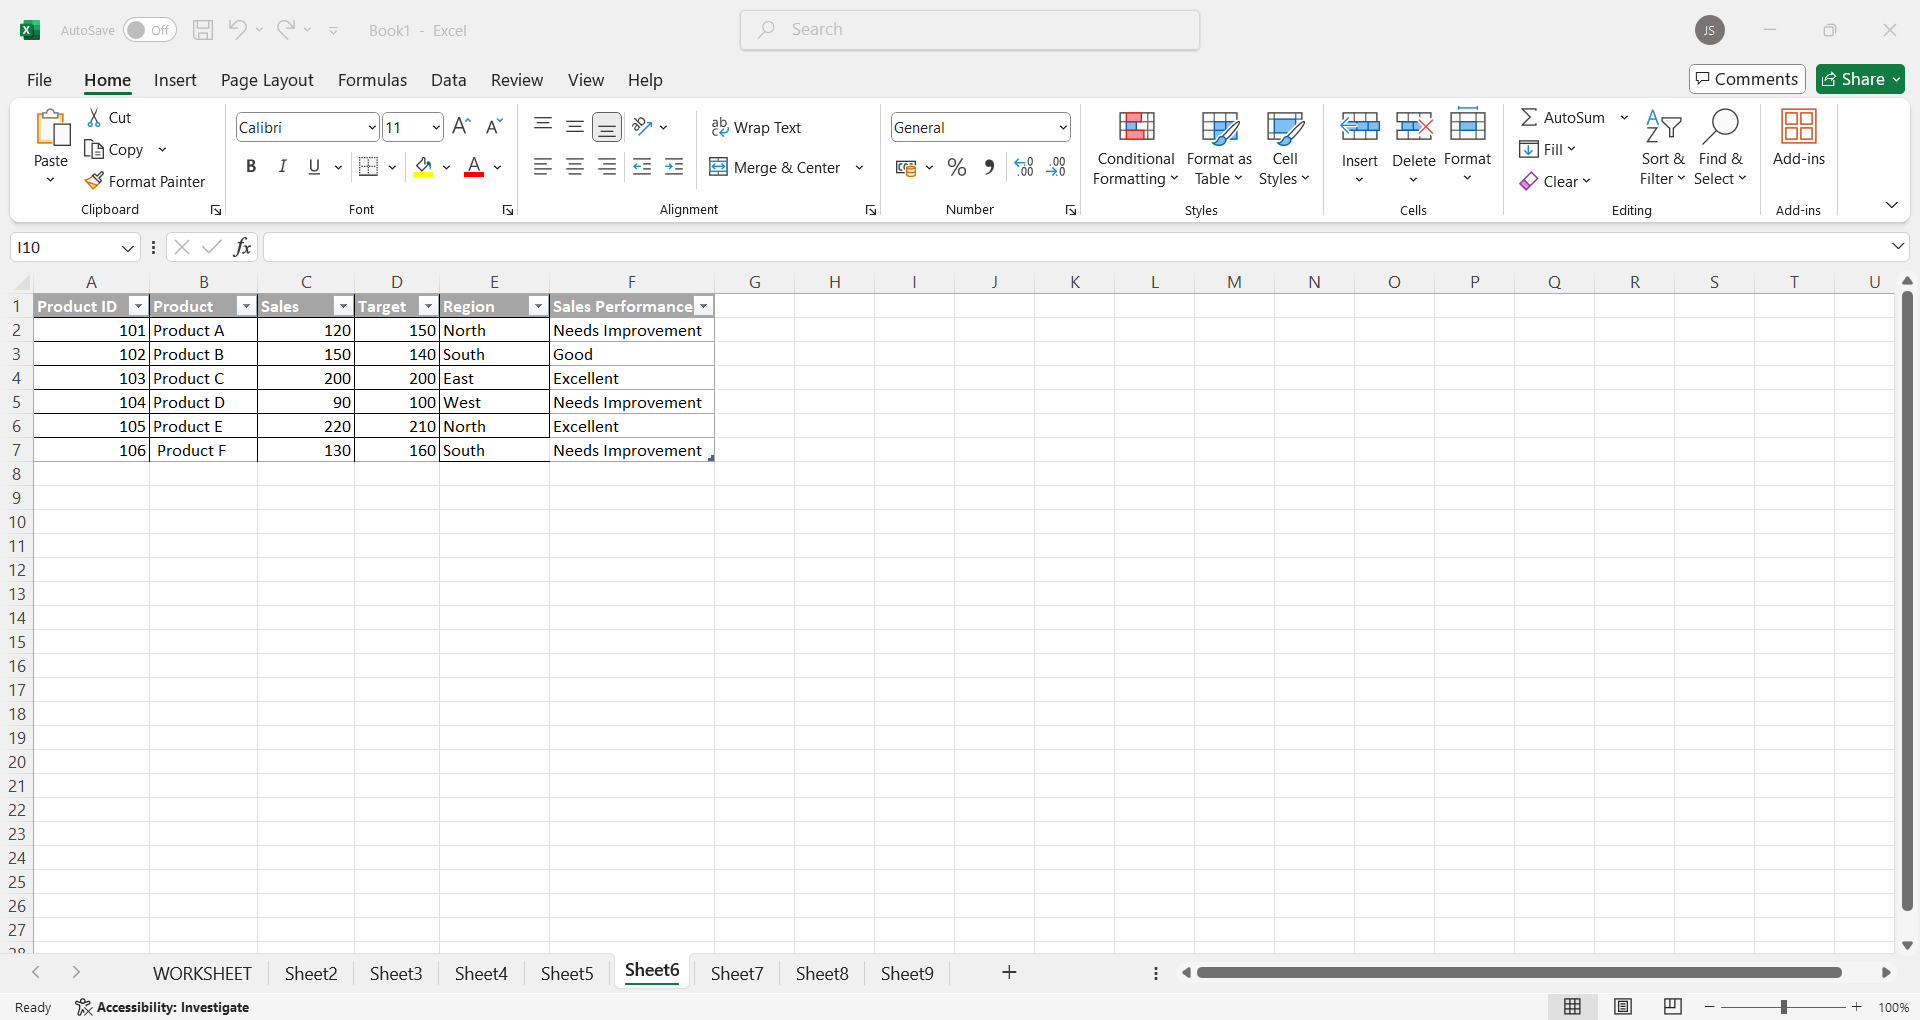 AutoSave Off Book1 - Excel Search JS
File Home Insert Page Layout Formulas Data Review View Help Comments Share
Paste Cut Copy Format Painter Clipboard
Calibri 11 B I U A Font
Wrap Text Merge & Center Alignment
General % Number
Conditional Formatting Format as Table Cell Styles Styles
Insert Delete Format Cells
AutoSum Fill Clear Sort & Filter Find & Select Editing
Add-ins Add-ins
I10 fx
A B C D E F G H I J K L M N O P Q R S T U
1 Product ID Product Sales Target Region Sales Performance
2 101 Product A 120 150 North Needs Improvement
3 102 Product B 150 140 South Good
4 103 Product C 200 200 East Excellent
5 104 Product D 90 100 West Needs Improvement
6 105 Product E 220 210 North Excellent
7 106 Product F 130 160 South Needs Improvement
8
9
10
11
12
13
14
15
16
17
18
19
20
21
22
23
24
25
26
27
28
WORKSHEET Sheet2 Sheet3 Sheet4 Sheet5 Sheet6 Sheet7 Sheet8 Sheet9
Ready Accessibility: Investigate 100%